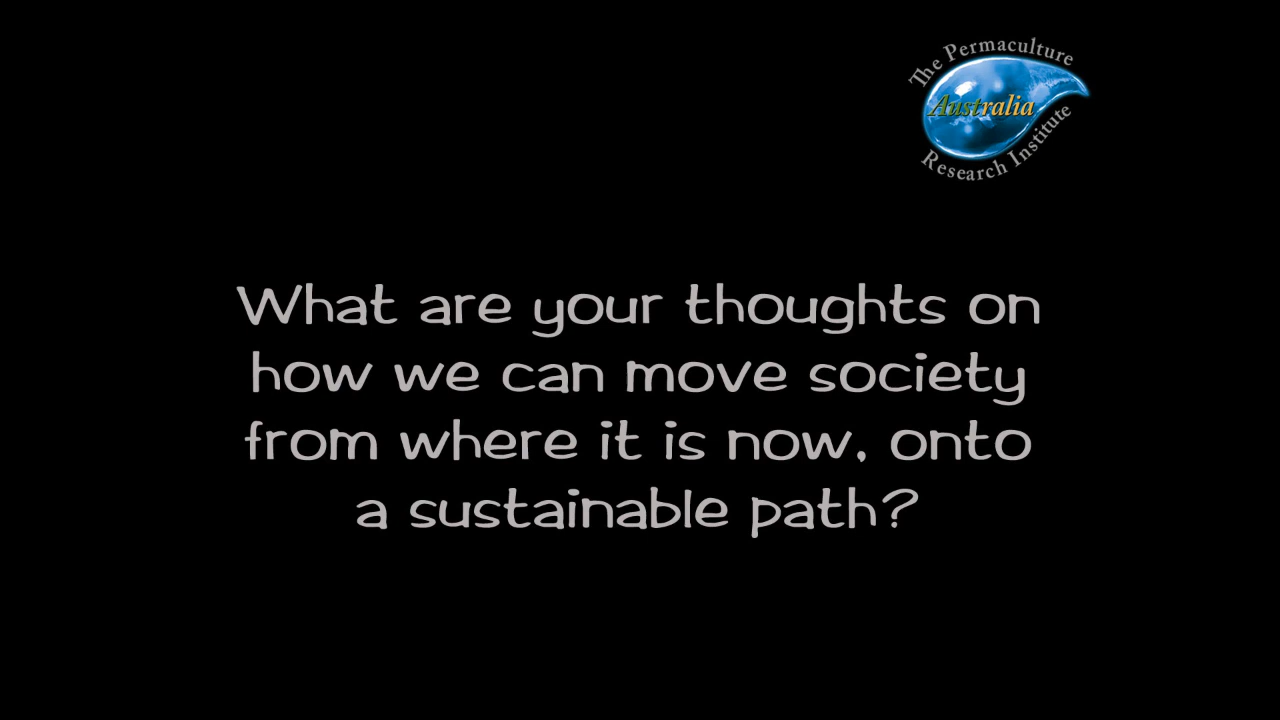 The Permaculture
Australia
Research Institute
What are your thoughts on
how we can move society
from where it is now, onto
a sustainable path?